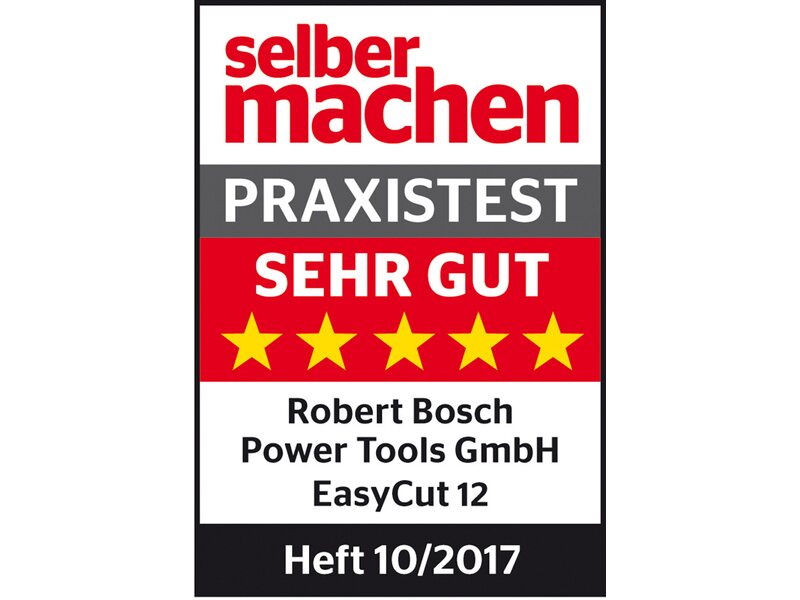 selber
machen
PRAXISTEST
SEHR GUT
Robert Bosch
Power Tools GmbH
EasyCut 12
Heft 10/2017